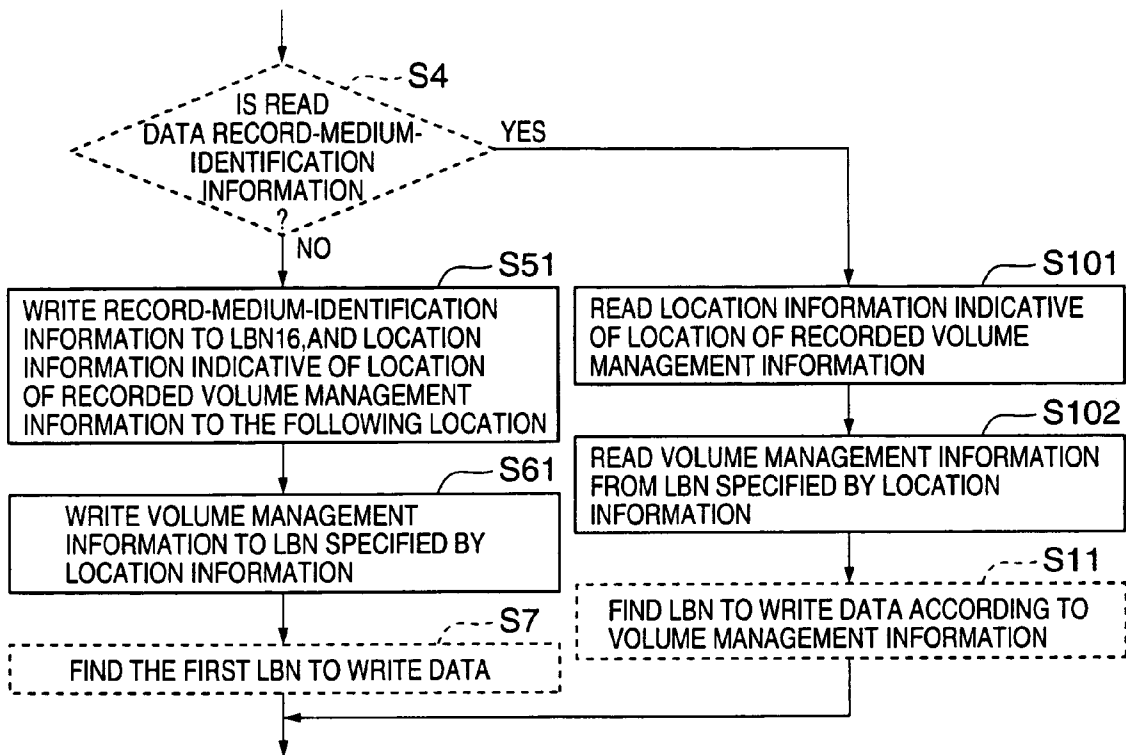 S4
IS READ
DATA RECORD-MEDIUM-
IDENTIFICATION
INFORMATION
?
YES
NO
S51
WRITE RECORD-MEDIUM-IDENTIFICATION
INFORMATION TO LBN16,AND LOCATION
INFORMATION INDICATIVE OF LOCATION
OF RECORDED VOLUME MANAGEMENT
INFORMATION TO THE FOLLOWING LOCATION
S61
WRITE VOLUME MANAGEMENT
INFORMATION TO LBN SPECIFIED BY
LOCATION INFORMATION
S7
FIND THE FIRST LBN TO WRITE DATA
S101
READ LOCATION INFORMATION INDICATIVE
OF LOCATION OF RECORDED VOLUME
MANAGEMENT INFORMATION
S102
READ VOLUME MANAGEMENT INFORMATION
FROM LBN SPECIFIED BY LOCATION
INFORMATION
S11
FIND LBN TO WRITE DATA ACCORDING TO
VOLUME MANAGEMENT INFORMATION